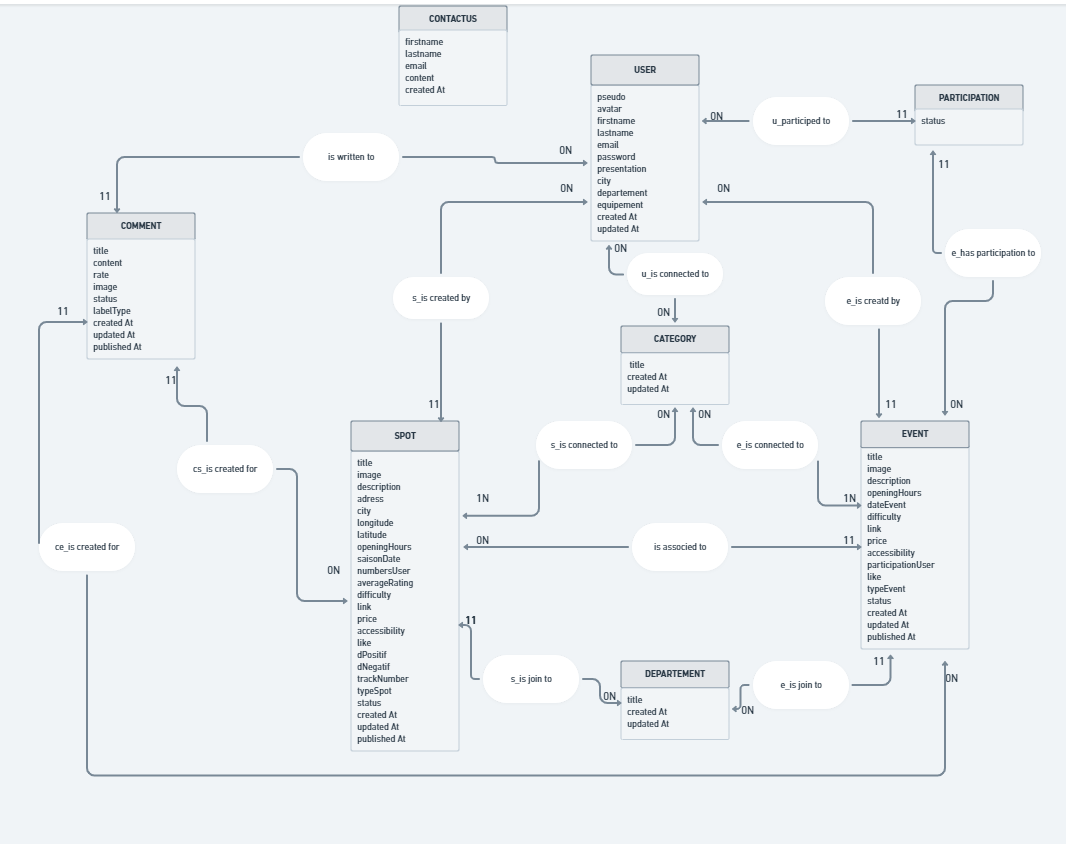 CONTACTUS
firstname
lastname
email
content
created At
USER
pseudo
avatar
firstname
lastname
email
password
presentation
city
departement
equipement
created At
updated At
PARTICIPATION
status
0N
u_participed to
11
is written to
0N
11
11
0N
0N
COMMENT
title
content
rate
image
status
labelType
created At
updated At
published At
0N
u_is connected to
e_has participation to
s_is created by
e_is creatd by
11
0N
CATEGORY
title
created At
updated At
11
11
11
0N
0N
0N
SPOT
title
image
description
adress
city
longitude
latitude
openingHours
saisonDate
numbersUser
averageRating
difficulty
link
price
accessibility
like
dPositif
dNegatif
trackNumber
typeSpot
status
created At
updated At
published At
s_is connected to
e_is connected to
EVENT
title
image
description
openingHours
dateEvent
difficulty
link
price
accessibility
participationUser
like
typeEvent
status
created At
updated At
published At
cs_is created for
1N
1N
0N
is associed to
11
ce_is created for
0N
11
s_is join to
0N
DEPARTEMENT
title
created At
updated At
0N
e_is join to
11
0N